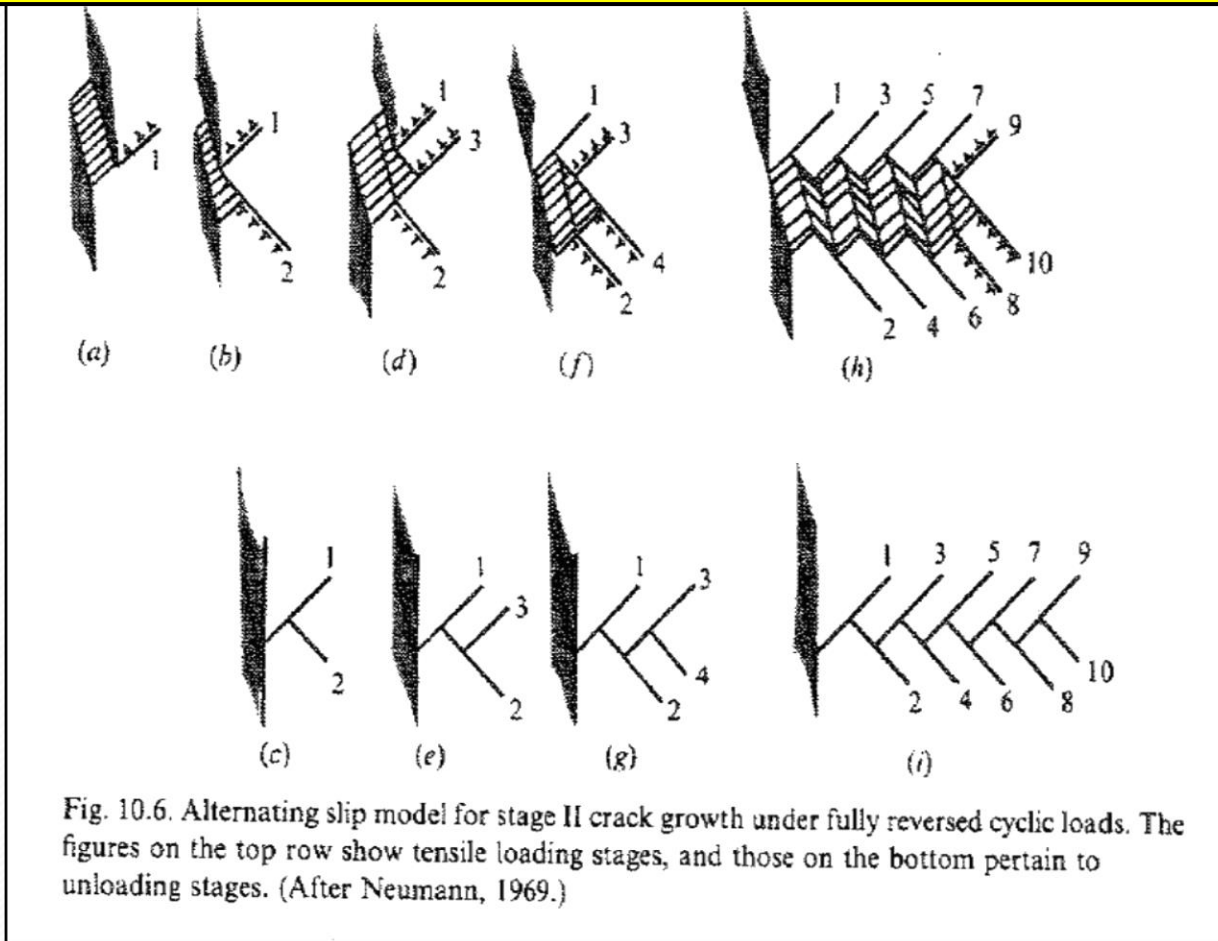 1
1
2
1
3
2
1
3
4
2
1 3 5 7
9
10
8
2 4 6
(a) (b) (d) (f) (h)
1
2
1
3
2
1
3
4
2
1 3 5 7 9
10
2 4 6 8
(c) (e) (g) (i)
Fig. 10.6. Alternating slip model for stage II crack growth under fully reversed cyclic loads. The
figures on the top row show tensile loading stages, and those on the bottom pertain to
unloading stages. (After Neumann, 1969.)